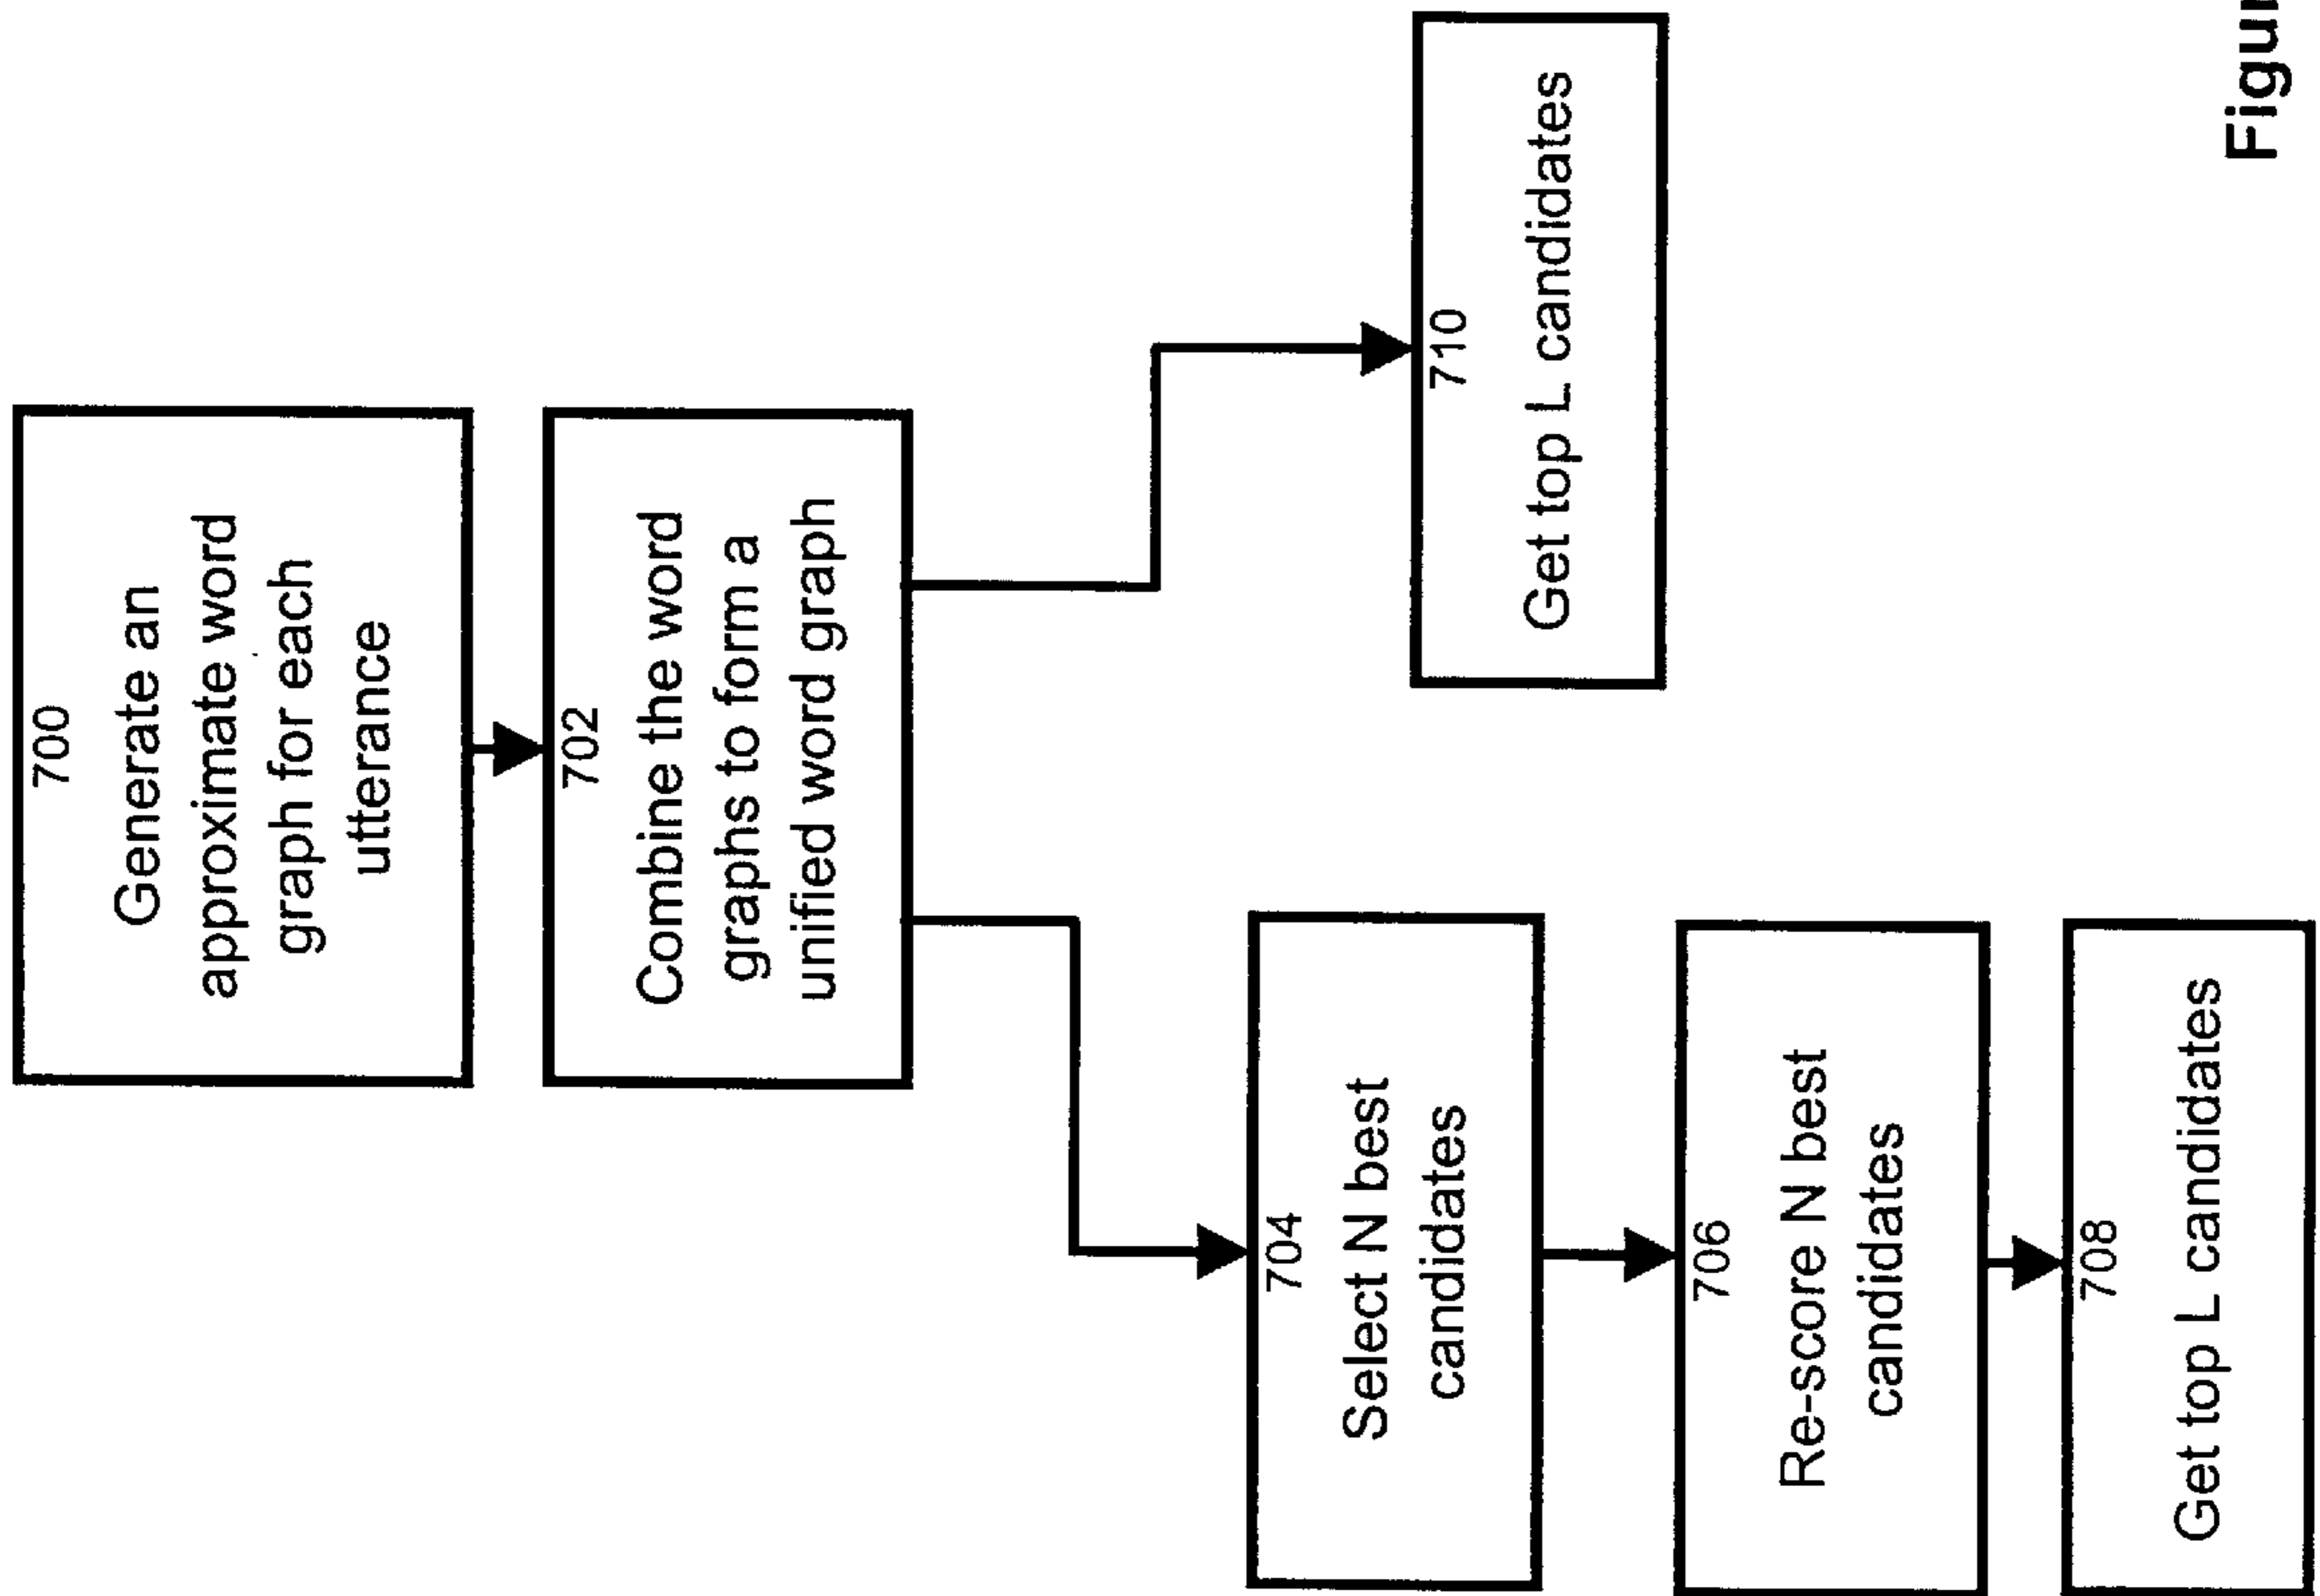 700
Generate an
approximate word
graph for each
utterance
702
Combine the word
graphs to form a
unified word graph
704
Select N best
candidates
706
Re-score N best
candidates
708
Get top L candidates
710
Get top L candidates